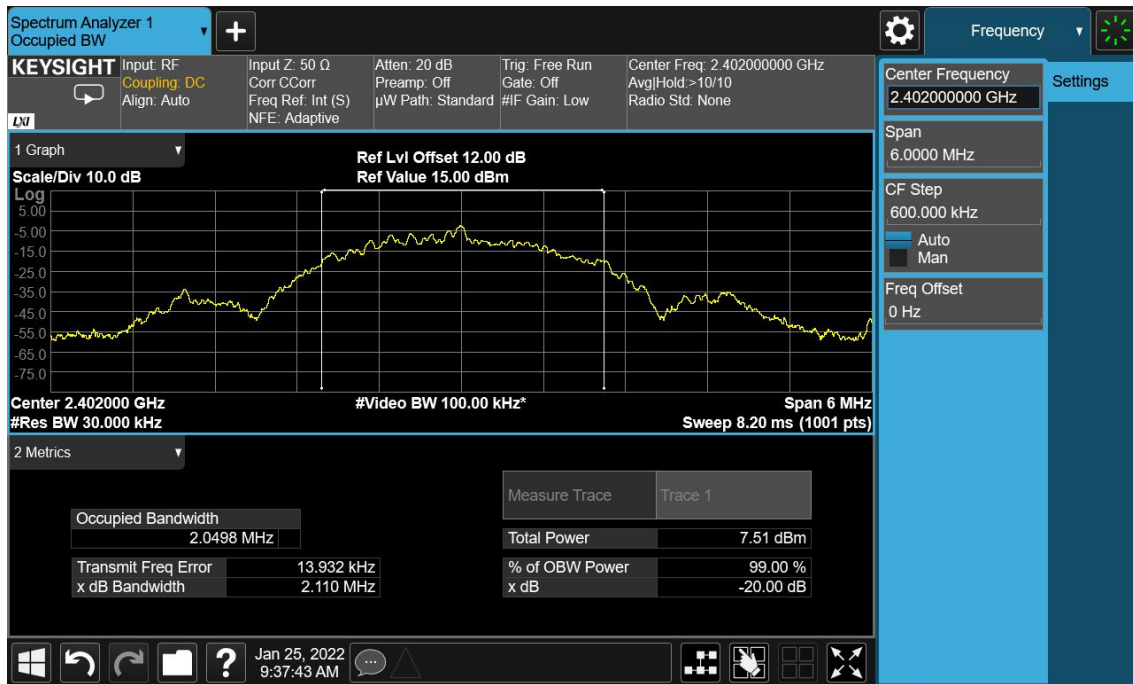 Spectrum Analyzer 1
Occupied BW
+
Frequency
KEYSIGHT
LXI
Input: RF
Coupling: DC
Align: Auto
Input Z: 50 Ω
Corr CCorr
Freq Ref: Int (S)
NFE: Adaptive
Atten: 20 dB
Preamp: Off
µW Path: Standard
Trig: Free Run
Gate: Off
#IF Gain: Low
Center Freq: 2.402000000 GHz
Avg|Hold:>10/10
Radio Std: None
Center Frequency
2.402000000 GHz
Settings
Span
6.0000 MHz
CF Step
600.000 kHz
Auto
Man
Freq Offset
0 Hz
1 Graph
Scale/Div 10.0 dB
Ref Lvl Offset 12.00 dB
Ref Value 15.00 dBm
Log
5.00
-5.00
-15.0
-25.0
-35.0
-45.0
-55.0
-65.0
-75.0
Center 2.402000 GHz
#Video BW 100.00 kHz*
Span 6 MHz
#Res BW 30.000 kHz
Sweep 8.20 ms (1001 pts)
2 Metrics
Measure Trace Trace 1
Occupied Bandwidth
2.0498 MHz
Total Power 7.51 dBm
Transmit Freq Error 13.932 kHz
% of OBW Power 99.00 %
x dB Bandwidth 2.110 MHz
x dB -20.00 dB
?
Jan 25, 2022
9:37:43 AM